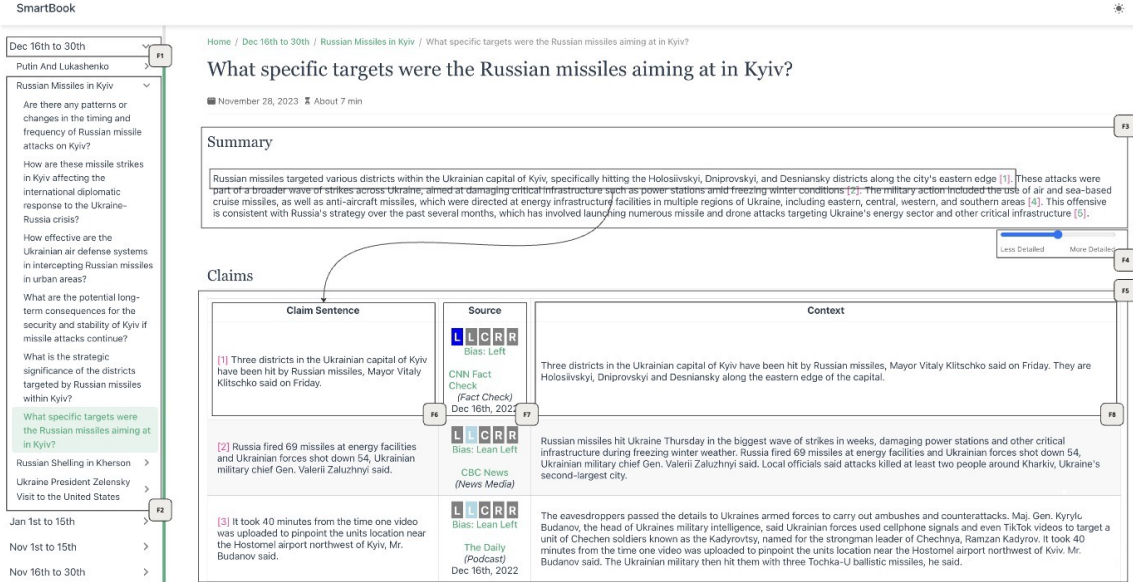 SmartBook
Dec 16th to 30th
F1
Putin And Lukashenko
Russian Missiles in Kyiv
Are there any patterns or
changes in the timing and
frequency of Russian missile
attacks on Kyiv?
How are these missile strikes
in Kyiv affecting the
international diplomatic
response to the Ukraine-
Russia crisis?
How effective are the
Ukrainian air defense systems
in intercepting Russian missiles
in urban areas?
What are the potential long-
term consequences for the
security and stability of Kyiv if
missile attacks continue?
What is the strategic
significance of the districts
targeted by Russian missiles
within Kyiv?
What specific targets were
the Russian missiles aiming at
in Kyiv?
Russian Shelling in Kherson
Ukraine President Zelensky
Visit to the United States
F2
Jan 1st to 15th
Nov 1st to 15th
Nov 16th to 30th
Home / Dec 16th to 30th / Russian Missiles in Kyiv / What specific targets were the Russian missiles aiming at in Kyiv?
What specific targets were the Russian missiles aiming at in Kyiv?
November 28, 2023 About 7 min
F3
Summary
Russian missiles targeted various districts within the Ukrainian capital of Kyiv, specifically hitting the Holosiivskyi, Dniprovskyi, and Desniansky districts along the city's eastern edge [1]. These attacks were
part of a broader wave of strikes across Ukraine, aimed at damaging critical infrastructure such as power stations amid freezing winter conditions [2]. The military action included the use of air and sea-based
cruise missiles, as well as anti-aircraft missiles, which were directed at energy infrastructure facilities in multiple regions of Ukraine, including eastern, central, western, and southern areas [4]. This offensive
is consistent with Russia's strategy over the past several months, which has involved launching numerous missile and drone attacks targeting Ukraine's energy sector and other critical infrastructure [5].
Less Detailed More Detailed
F4
Claims
F5
Claim Sentence
Source
Context
[1] Three districts in the Ukrainian capital of Kyiv
have been hit by Russian missiles, Mayor Vitaly
Klitschko said on Friday.
F6
L L C R R
Bias: Left
CNN Fact
Check
(Fact Check)
Dec 16th, 2022
F7
Three districts in the Ukrainian capital of Kyiv have been hit by Russian missiles, Mayor Vitaly Klitschko said on Friday. They are
Holosiivskyi, Dniprovskyi and Desniansky along the eastern edge of the capital.
F8
[2] Russia fired 69 missiles at energy facilities
and Ukrainian forces shot down 54, Ukrainian
military chief Gen. Valerii Zaluzhnyi said.
L L C R R
Bias: Lean Left
CBC News
(News Media)
Russian missiles hit Ukraine Thursday in the biggest wave of strikes in weeks, damaging power stations and other critical
infrastructure during freezing winter weather. Russia fired 69 missiles at energy facilities and Ukrainian forces shot down 54,
Ukrainian military chief Gen. Valerii Zaluzhnyi said. Local officials said attacks killed at least two people around Kharkiv, Ukraine's
second-largest city.
[3] It took 40 minutes from the time one video
was uploaded to pinpoint the units location near
the Hostomel airport northwest of Kyiv, Mr.
Budanov said.
L L C R R
Bias: Lean Left
The Daily
(Podcast)
Dec 16th, 2022
The eavesdroppers passed the details to Ukraines armed forces to carry out ambushes and counterattacks. Maj. Gen. Kyrylo
Budanov, the head of Ukraines military intelligence, said Ukrainian forces used cellphone signals and even TikTok videos to target a
unit of Chechen soldiers known as the Kadyrovtsy, named for the strongman leader of Chechnya, Ramzan Kadyrov. It took 40
minutes from the time one video was uploaded to pinpoint the units location near the Hostomel airport northwest of Kyiv. Mr.
Budanov said. The Ukrainian military then hit them with three Tochka-U ballistic missiles, he said.